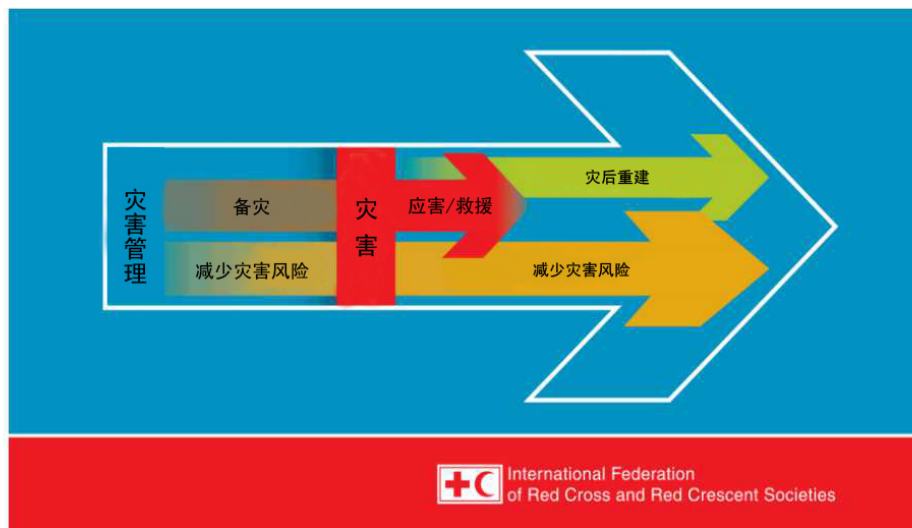 灾害管理
备灾
减少灾害风险
灾害
应害/救援
灾后重建
减少灾害风险
International Federation
of Red Cross and Red Crescent Societies